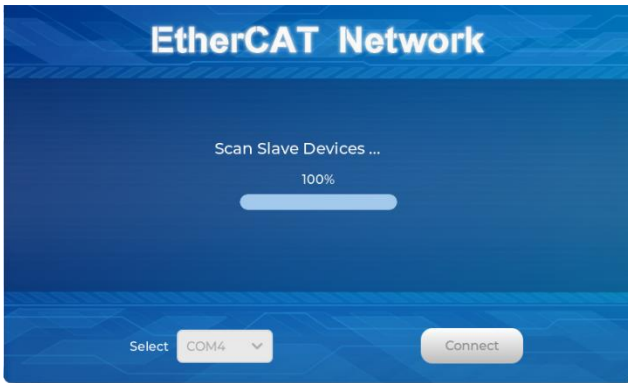 EtherCAT Network
Scan Slave Devices ...
100%
Select COM4 Connect